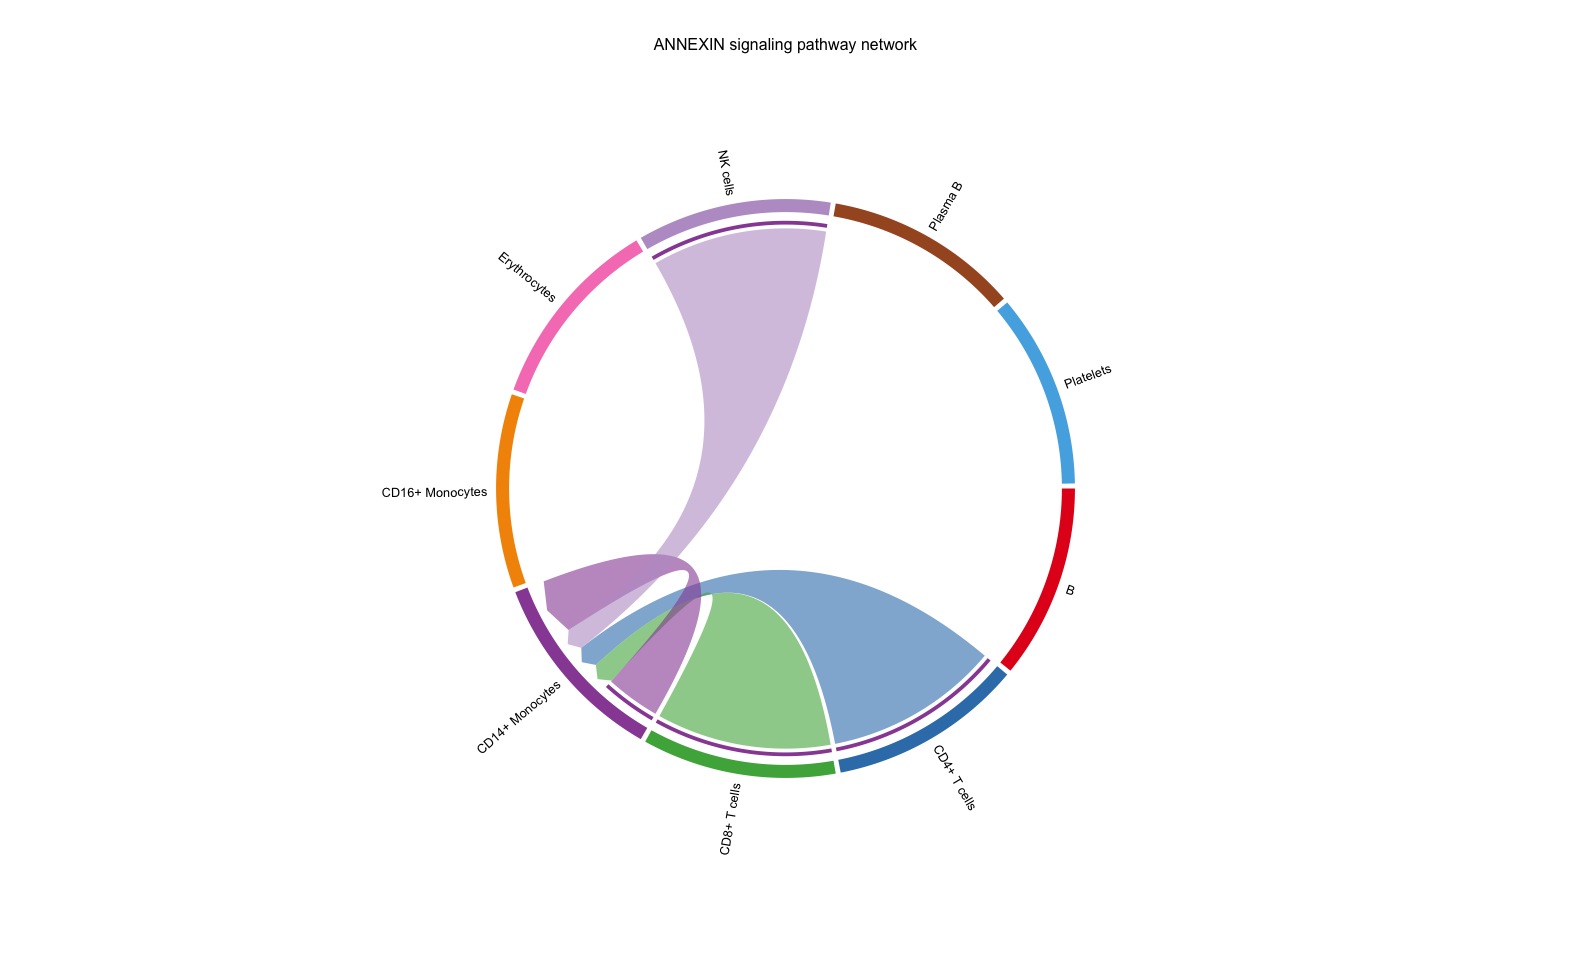 ANNEXIN signaling pathway network
NK cells
Plasma B
Erythrocytes
Platelets
CD16+ Monocytes
B
CD14+ Monocytes
CD4+ T cells
CD8+ T cells